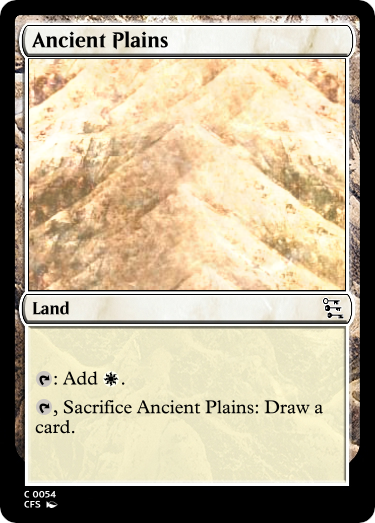 Ancient Plains
Land
: Add .
, Sacrifice Ancient Plains: Draw a
card.
C 0054
CFS